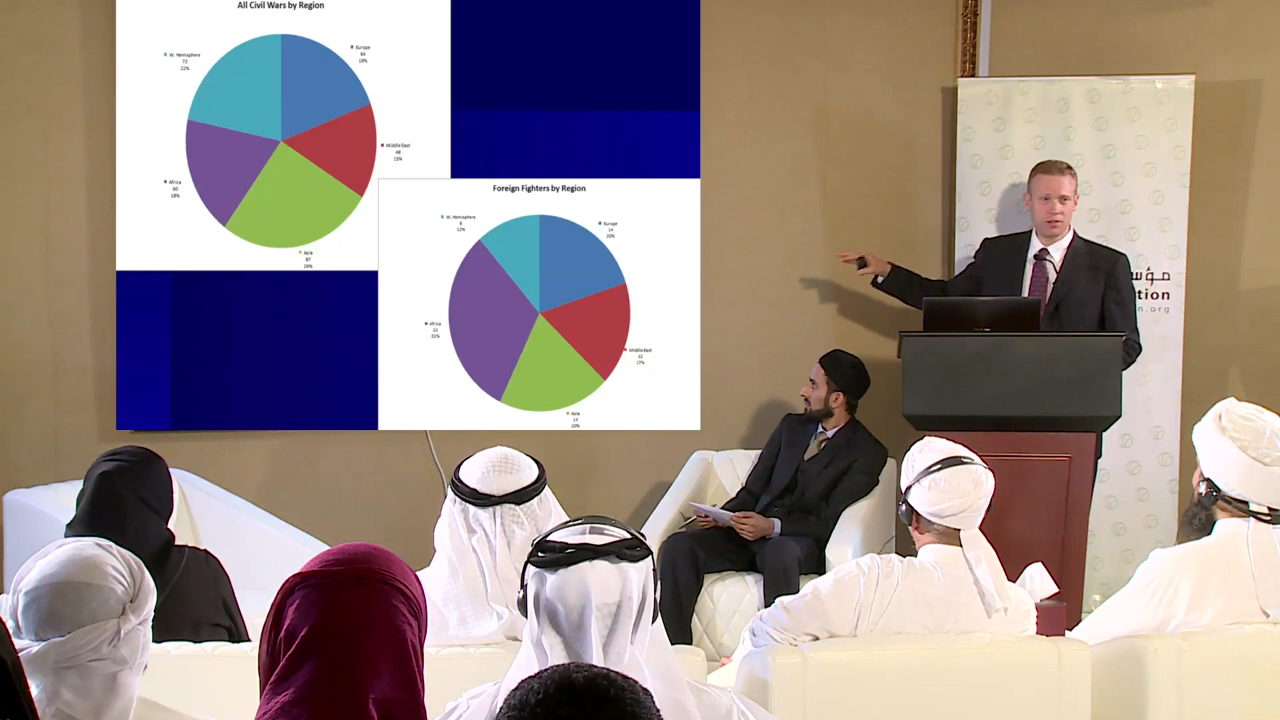 All Civil Wars by Region
W. Hemisphere
72
22%
Europe
64
19%
Middle East
48
15%
Africa
60
18%
Asia
87
26%
Foreign Fighters by Region
W. Hemisphere
8
12%
Europe
14
20%
Africa
22
31%
Middle East
12
17%
Asia
14
20%
مؤس
tion
n.org